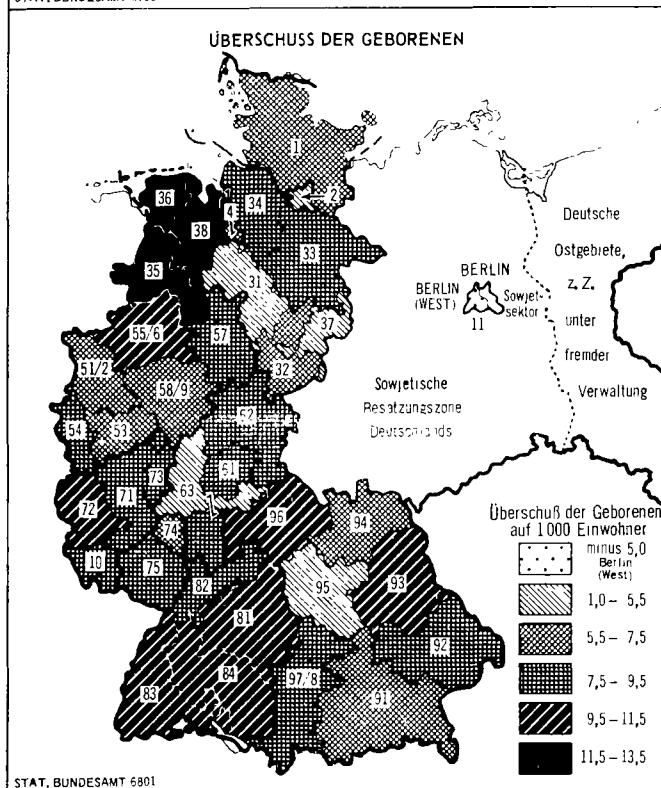 ÜBERSCHUSS DER GEBORENEN
1
2
36
4
34
38
33
35
31
37
55/6
57
51/2
58/9
32
54
53
52
73
61
71
63
72
74
96
94
10
75
82
95
93
81
92
83
84
97/8
91
Deutsche
Ostgebiete,
z. Z.
unter
fremder
Verwaltung
BERLIN
BERLIN
(WEST)
Sowjet-
sektor
11
Sowjetische
Besatzungszone
Deutschlands
Überschuß der Geborenen
auf 1000 Einwohner
minus 5,0
Berlin
(West)
1,0 – 5,5
5,5 – 7,5
7,5 – 9,5
9,5 – 11,5
11,5 – 13,5
STAT. BUNDESAMT 6801